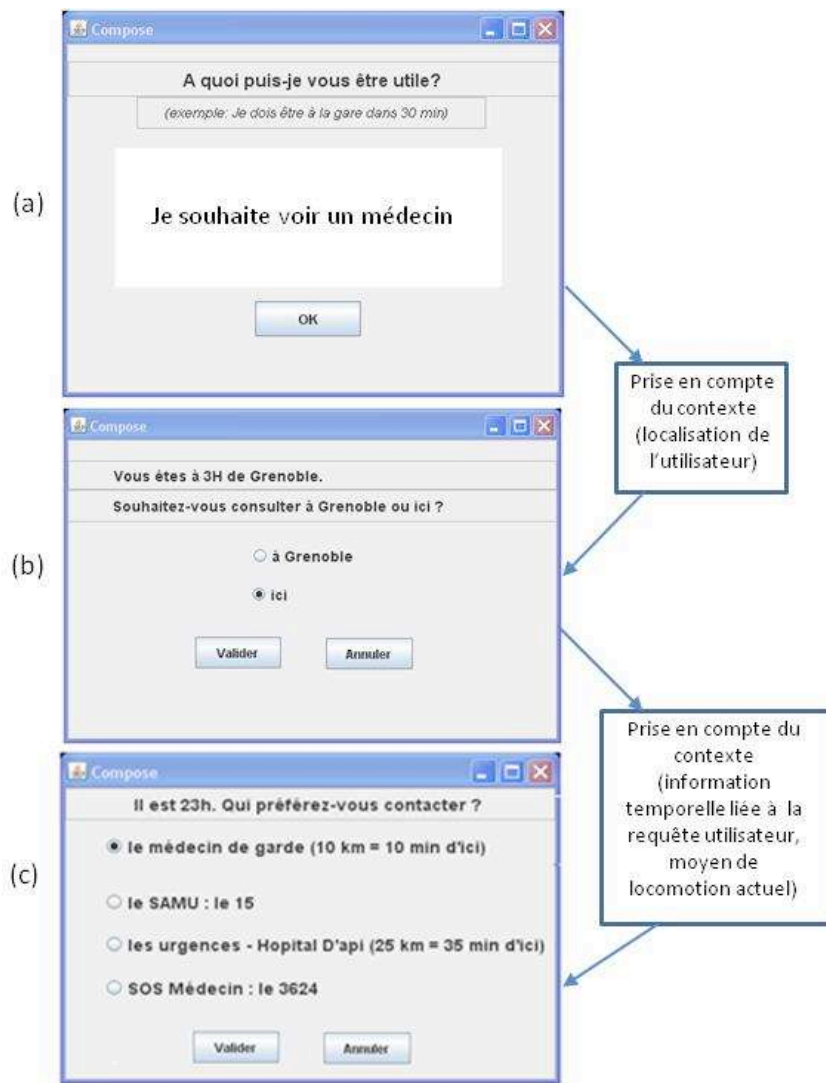 Compose
A quoi puis-je vous être utile?
(exemple: Je dois être à la gare dans 30 min)
(a)
Je souhaite voir un médecin
OK
Prise en compte
du contexte
(localisation de
l'utilisateur)
Compose
Vous êtes à 3H de Grenoble.
Souhaitez-vous consulter à Grenoble ou ici ?
(b)
à Grenoble
ici
Valider Annuler
Prise en compte du
contexte
(information
temporelle liée à la
requête utilisateur,
moyen de
locomotion actuel)
Compose
Il est 23h. Qui préférez-vous contacter ?
(c)
le médecin de garde (10 km = 10 min d'ici)
le SAMU : le 15
les urgences - Hopital D'api (25 km = 35 min d'ici)
SOS Médecin : le 3624
Valider Annuler